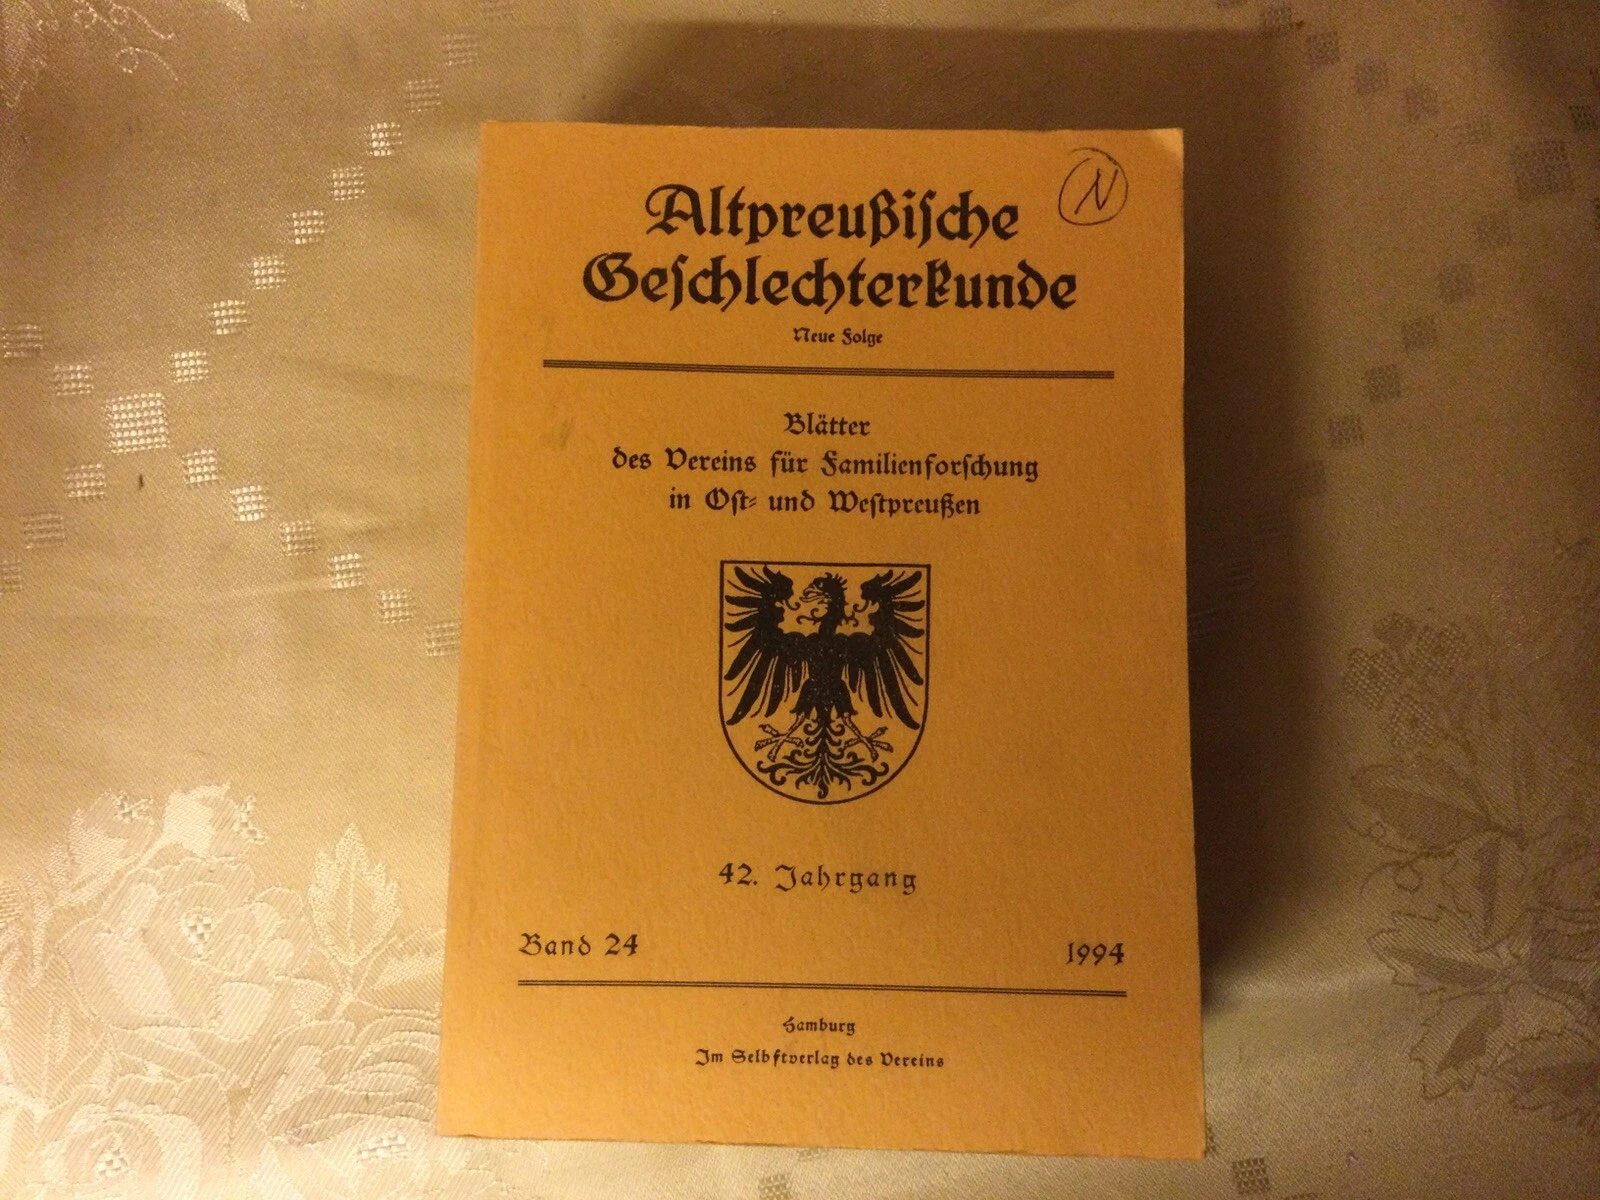 Altpreußiſche
Geſchlechterkunde
Neue Folge
Blätter
des Vereins für Familienforſchung
in Oſt- und Weſtpreußen
42. Jahrgang
Band 24 1994
Hamburg
Im Selbſtverlag des Vereins
N